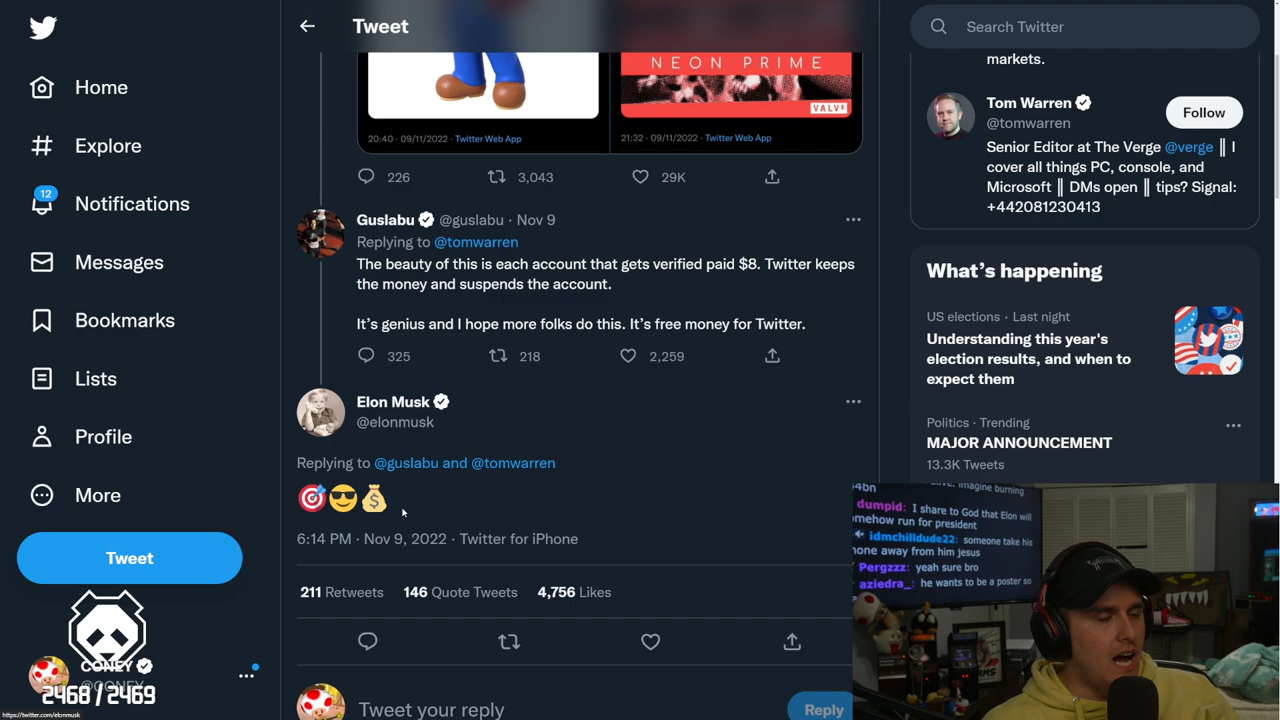 Tweet
Search Twitter
Home
Explore
12
Notifications
Messages
Bookmarks
Lists
Profile
More
Tweet
CONEY
@CONEY
2468 / 2469
https://twitter.com/elonmusk
NEON PRIME
VALVE
20:40 · 09/11/2022 · Twitter Web App
21:32 · 09/11/2022 · Twitter Web App
226
3,043
29K
Guslabu @guslabu · Nov 9
Replying to @tomwarren
The beauty of this is each account that gets verified paid $8. Twitter keeps
the money and suspends the account.
It's genius and I hope more folks do this. It's free money for Twitter.
325
218
2,259
Elon Musk
@elonmusk
Replying to @guslabu and @tomwarren
🎯😎💰
6:14 PM · Nov 9, 2022 · Twitter for iPhone
211 Retweets 146 Quote Tweets 4,756 Likes
Tweet your reply
Reply
markets.
Tom Warren
@tomwarren
Follow
Senior Editor at The Verge @verge || I
cover all things PC, console, and
Microsoft || DMs open || tips? Signal:
+442081230413
What's happening
US elections · Last night
Understanding this year's
election results, and when to
expect them
Politics · Trending
MAJOR ANNOUNCEMENT
13.3K Tweets
imagine burning
dumpid: I share to God that Elon will
somehow run for president
idmchilldude22: someone take his
hone away from him jesus
Pergzzz: yeah sure bro
aziedra_: he wants to be a poster so